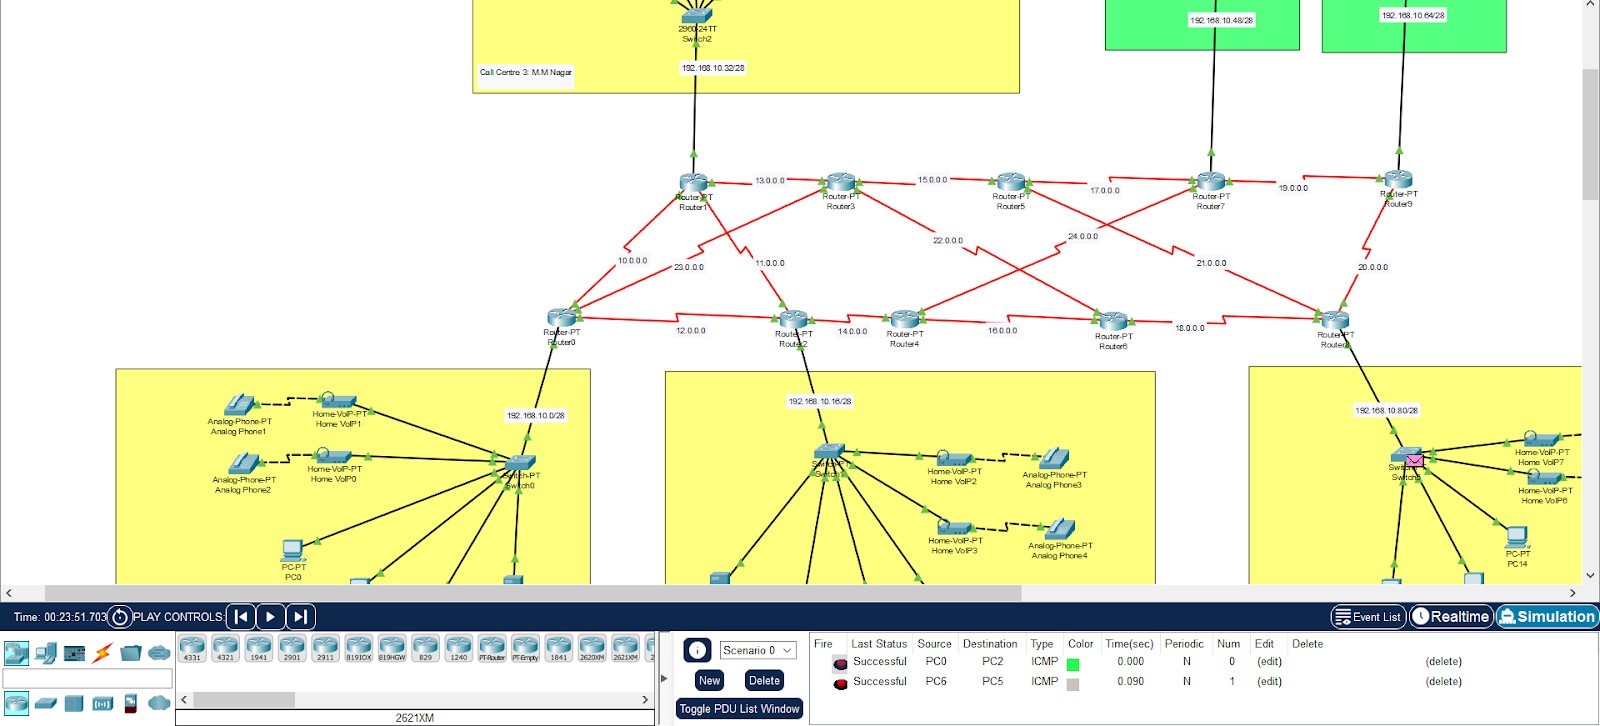 2960-24TT
Switch2
192.168.10.32/28
Call Centre 3: M.M Nagar
192.168.10.48/28
192.168.10.64/28
Router-PT
Router1
13.0.0.0
Router-PT
Router3
15.0.0.0
Router-PT
Router5
17.0.0.0
Router-PT
Router7
19.0.0.0
Router-PT
Router9
10.0.0.0
23.0.0.0
11.0.0.0
22.0.0.0
24.0.0.0
21.0.0.0
20.0.0.0
Router-PT
Router0
12.0.0.0
Router-PT
14.0.0.0
Router-PT
Router4
16.0.0.0
Router-PT
Router6
18.0.0.0
Router-PT
192.168.10.0/28
192.168.10.16/28
192.168.10.80/28
Analog-Phone-PT
Analog Phone1
Home-VoIP-PT
Home VoIP1
Analog-Phone-PT
Analog Phone2
Home-VoIP-PT
Home VoIP0
Switch-PT
Switch0
PC-PT
PC0
Home-VoIP-PT
Home VoIP2
Analog-Phone-PT
Analog Phone3
Home-VoIP-PT
Home VoIP3
Analog-Phone-PT
Analog Phone4
Home-VoIP-PT
Home VoIP7
Home-VoIP-PT
Home VoIP6
PC-PT
PC14
Time: 00:23:51.703 PLAY CONTROLS:
Event List Realtime Simulation
4331 4321 1941 2901 2911 819IOX 819HGW 829 1240 PT-Router PT-Empty 1841 2620XM 2621XM
2621XM
Scenario 0
New Delete
Toggle PDU List Window
Fire Last Status Source Destination Type Color Time(sec) Periodic Num Edit Delete
Successful PC0 PC2 ICMP 0.000 N 0 (edit) (delete)
Successful PC6 PC5 ICMP 0.090 N 1 (edit) (delete)